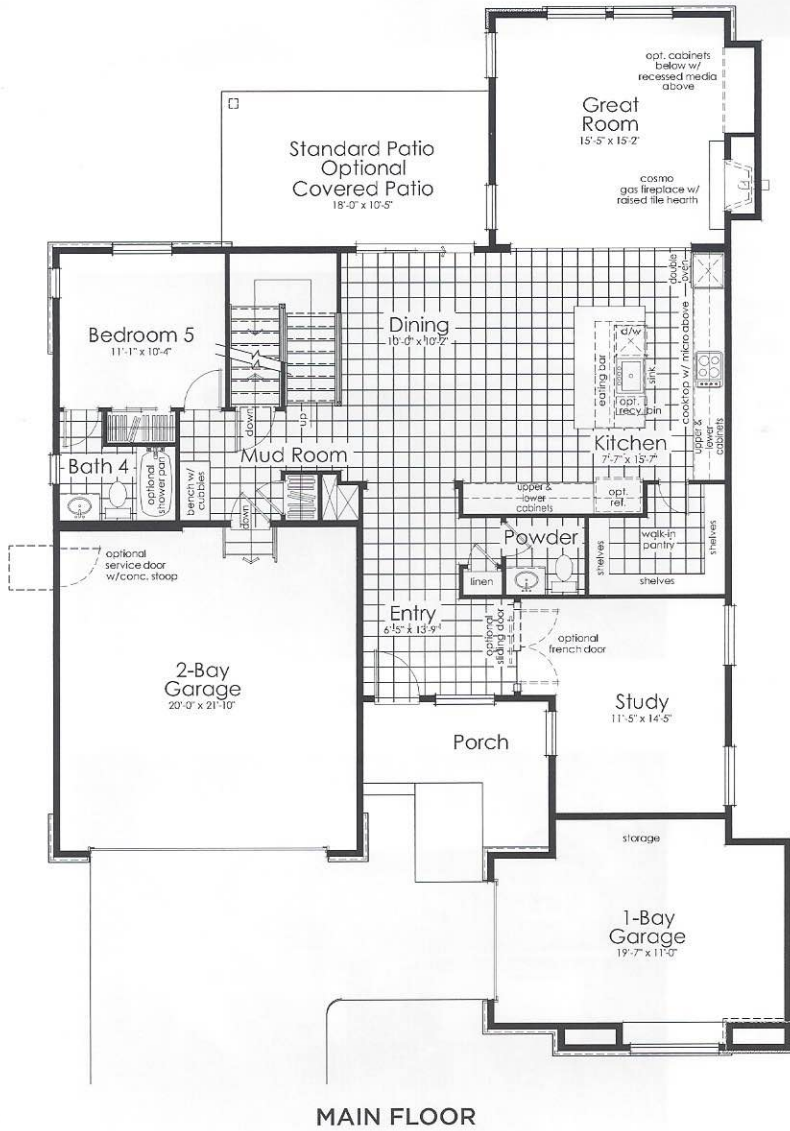 opt. cabinets
below w/
recessed media
above
Great
Room
15'-5" x 15'-2"
Standard Patio
Optional
Covered Patio
18'-0" x 10'-5"
cosmo
gas fireplace w/
raised tile hearth
double
oven
Bedroom 5
11'-1" x 10'-4"
Dining
10'-0" x 10'-2"
d/w
eating bar
sink
cooktop w/ micro above
opt.
recy. bin
down
up
Kitchen
7'-7" x 15'-7"
upper &
lower
cabinets
Mud Room
Bath 4
optional
shower pan
bench w/
cubbies
down
upper &
lower
cabinets
opt.
ref.
Powder
walk-in
pantry
shelves
shelves
shelves
linen
optional
service door
w/conc. stoop
Entry
6'-5" x 13'-9"
optional
sliding door
optional
french door
2-Bay
Garage
20'-0" x 21'-10"
Study
11'-5" x 14'-5"
Porch
storage
1-Bay
Garage
19'-7" x 11'-0"
MAIN FLOOR